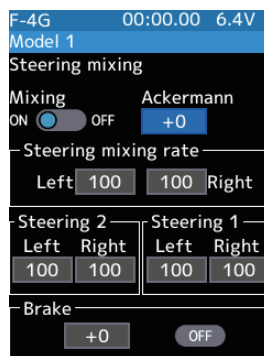 F-4G 00:00.00 6.4V
Model 1
Steering mixing
Mixing Ackermann
ON OFF +0
Steering mixing rate
Left 100 100 Right
Steering 2 Steering 1
Left Right Left Right
100 100 100 100
Brake
+0 OFF